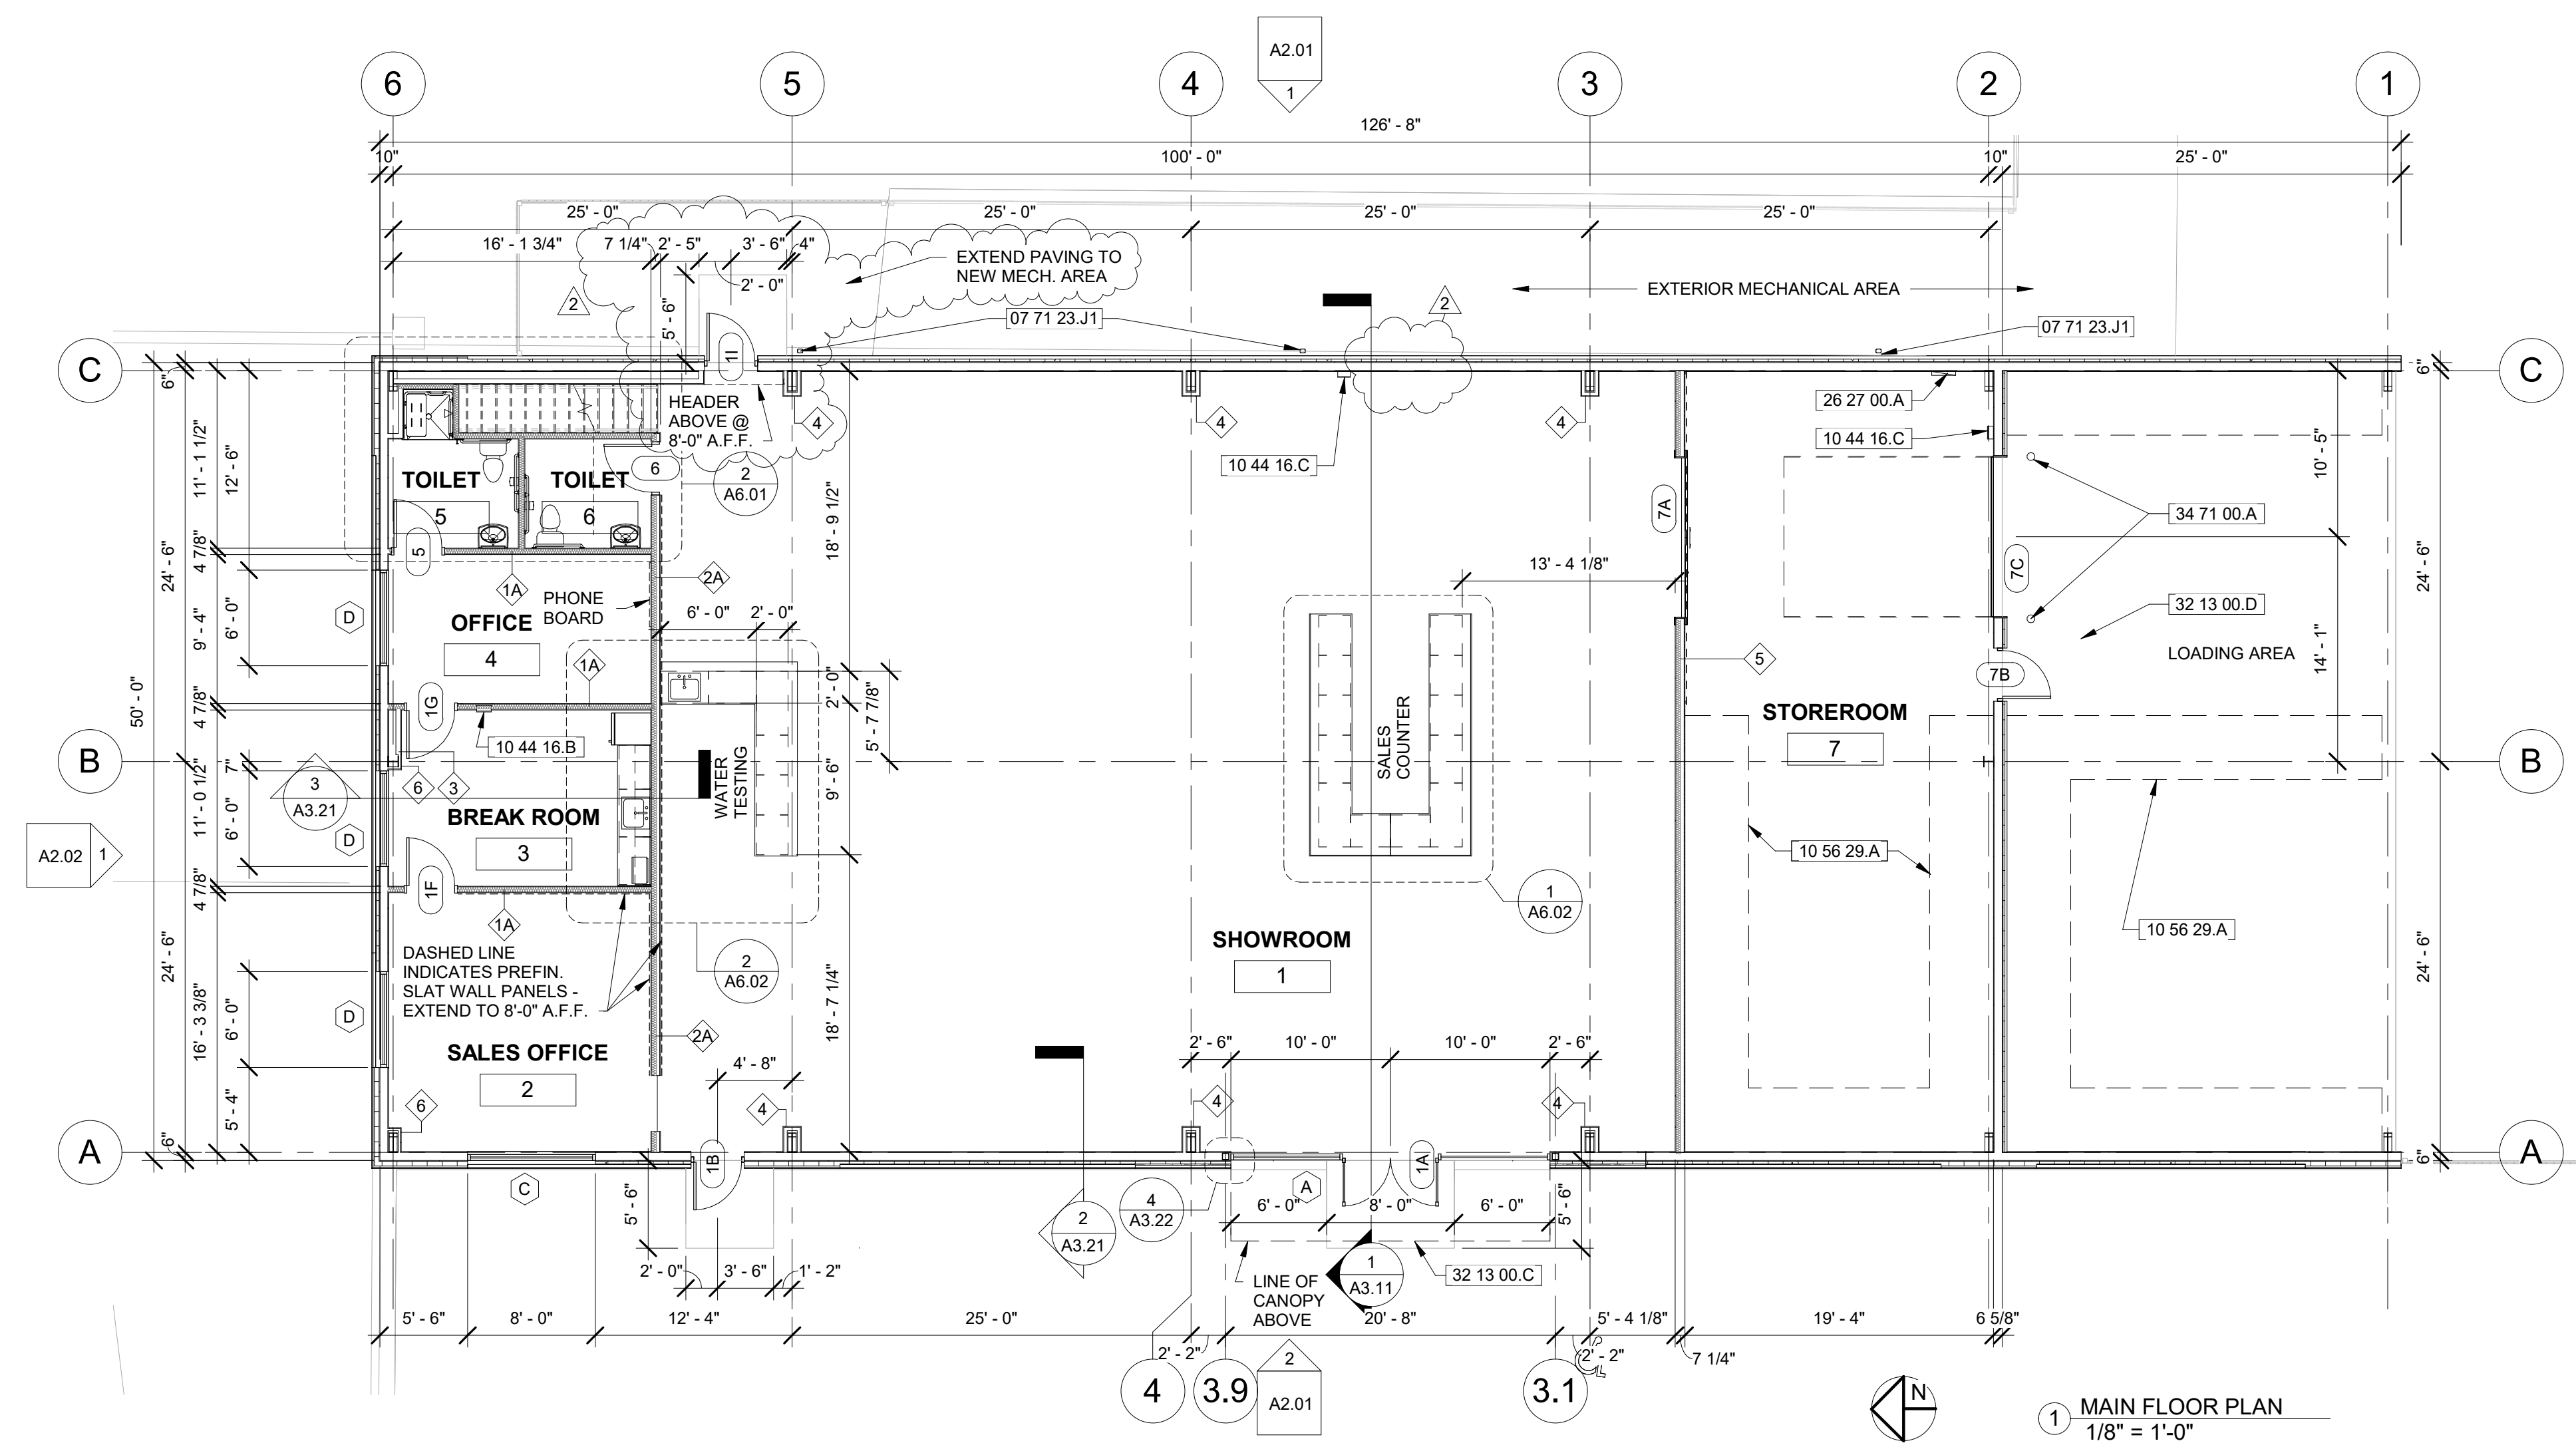 A2.01
1
6
5
4
3
2
1
126' - 8"
10"
100' - 0"
10"
25' - 0"
25' - 0"
25' - 0"
25' - 0"
25' - 0"
16' - 1 3/4"
7 1/4"
2' - 5"
3' - 6"
4"
2' - 0"
5' - 6"
EXTEND PAVING TO
NEW MECH. AREA
2
2
EXTERIOR MECHANICAL AREA
07 71 23.J1
07 71 23.J1
C
C
1I
6"
6"
HEADER
ABOVE @
8'-0" A.F.F.
4
4
4
26 27 00.A
10 44 16.C
10 44 16.C
11' - 1 1/2"
12' - 6"
10' - 5"
TOILET
5
TOILET
6
6
2
A6.01
18' - 9 1/2"
7A
34 71 00.A
24' - 6"
4 7/8"
5
1A
2A
PHONE
BOARD
13' - 4 1/8"
7C
24' - 6"
32 13 00.D
D
OFFICE
4
9' - 4"
6' - 0"
6' - 0"
2' - 0"
LOADING AREA
14' - 1"
1A
5
7B
50' - 0"
4 7/8"
1G
2' - 0"
5' - 7 7/8"
STOREROOM
7
SALES
COUNTER
10 44 16.B
B
B
7"
3
A3.21
6
3
WATER
TESTING
9' - 6"
11' - 0 1/2"
6' - 0"
BREAK ROOM
3
D
A2.02
1
10 56 29.A
4 7/8"
1F
1A
1
A6.02
10 56 29.A
SHOWROOM
1
24' - 6"
DASHED LINE
INDICATES PREFIN.
SLAT WALL PANELS -
EXTEND TO 8'-0" A.F.F.
2
A6.02
24' - 6"
D
16' - 3 3/8"
6' - 0"
2A
18' - 7 1/4"
SALES OFFICE
2
2' - 6"
10' - 0"
10' - 0"
2' - 6"
4' - 8"
5' - 4"
6
4
4
4
A
A
6"
6"
1B
1A
C
A
5' - 6"
4
A3.22
2
A3.21
6' - 0"
8' - 0"
6' - 0"
5' - 6"
2' - 0"
3' - 6"
1' - 2"
LINE OF
CANOPY
ABOVE
1
A3.11
32 13 00.C
5' - 6"
8' - 0"
12' - 4"
25' - 0"
20' - 8"
5' - 4 1/8"
19' - 4"
6 5/8"
2' - 2"
2' - 2"
7 1/4"
4
3.9
2
A2.01
3.1
N
1
MAIN FLOOR PLAN
1/8" = 1'-0"